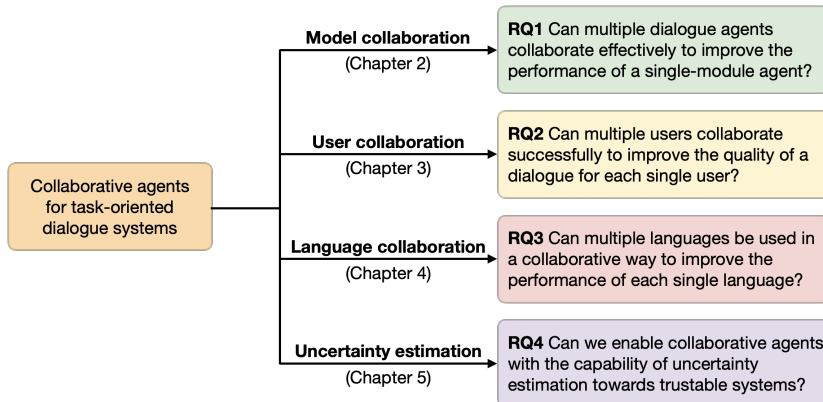 Collaborative agents
for task-oriented
dialogue systems
Model collaboration
(Chapter 2)
RQ1 Can multiple dialogue agents
collaborate effectively to improve the
performance of a single-module agent?
User collaboration
(Chapter 3)
RQ2 Can multiple users collaborate
successfully to improve the quality of a
dialogue for each single user?
Language collaboration
(Chapter 4)
RQ3 Can multiple languages be used in
a collaborative way to improve the
performance of each single language?
Uncertainty estimation
(Chapter 5)
RQ4 Can we enable collaborative agents
with the capability of uncertainty
estimation towards trustable systems?